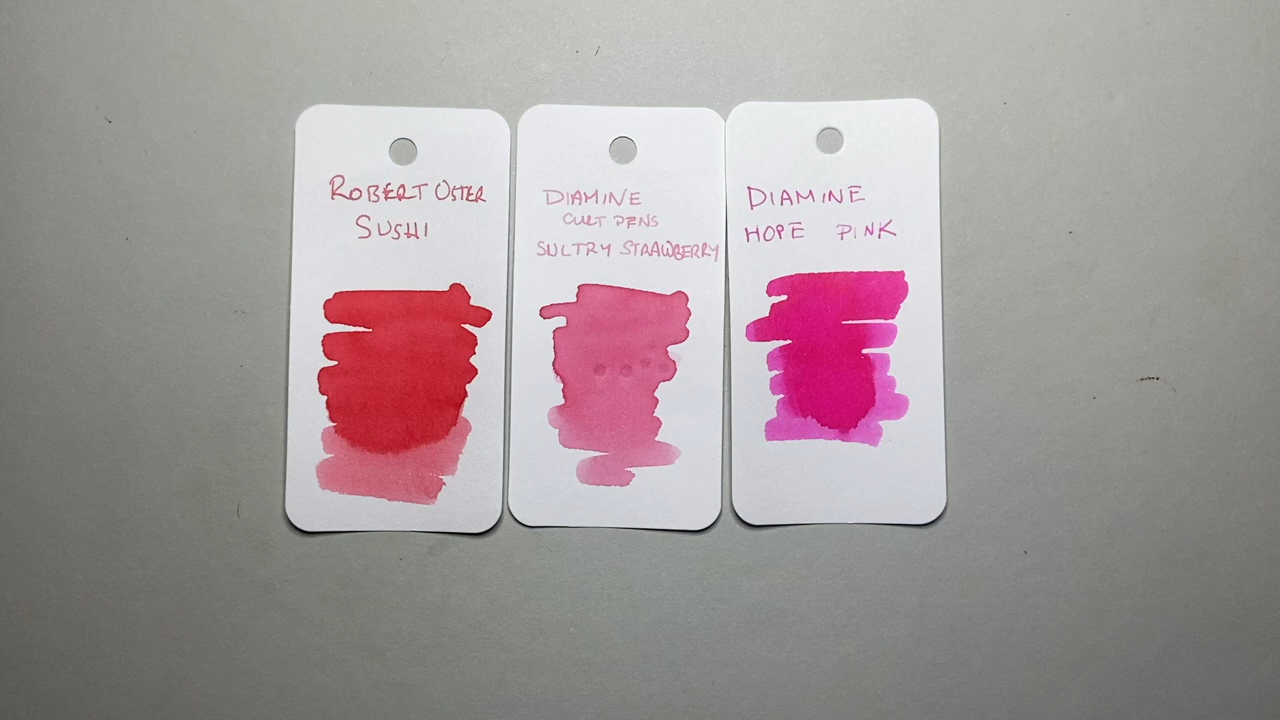 ROBERT OSTER
SUSHI
DIAMINE
CULT PENS
SULTRY STRAWBERRY
DIAMINE
HOPE PINK